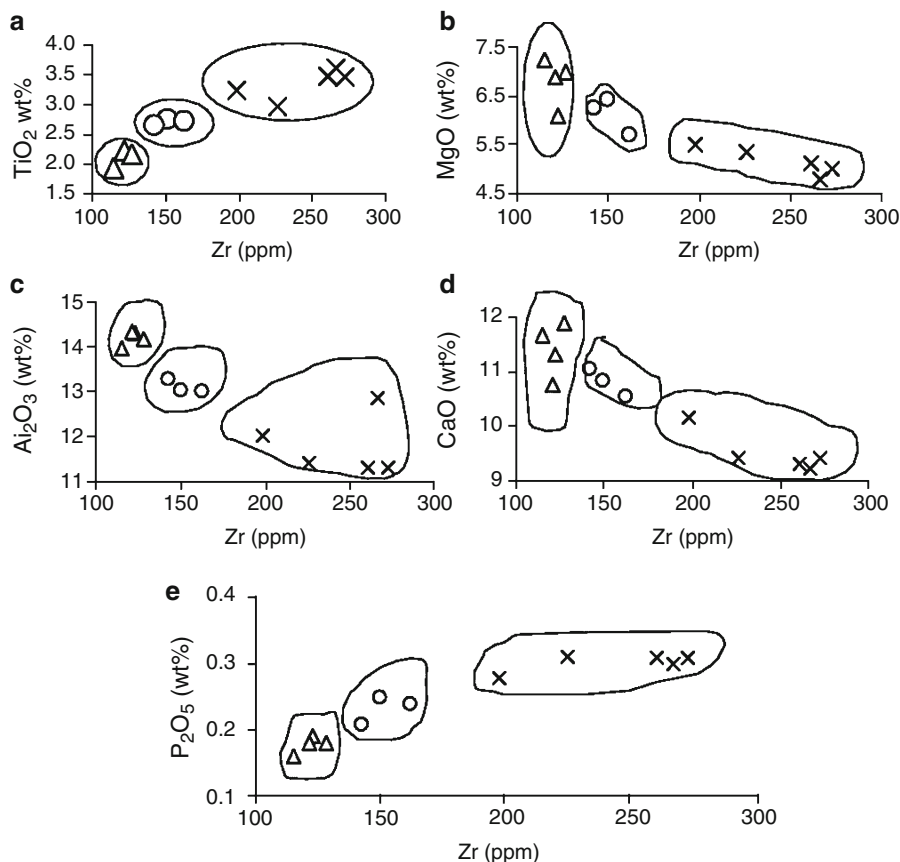 a
4.0
3.5
3.0
2.5
2.0
1.5
TiO₂ wt%
100 150 200 250 300
Zr (ppm)
b
7.5
6.5
5.5
4.5
MgO (wt%)
100 150 200 250 300
Zr (ppm)
c
15
14
13
12
11
Ai₂O₃ (wt%)
100 200 300
Zr (ppm)
d
12
11
10
9
CaO (wt%)
100 200 300
Zr (ppm)
e
0.4
0.3
0.2
0.1
P₂O₅ (wt%)
100 150 200 250 300
Zr (ppm)